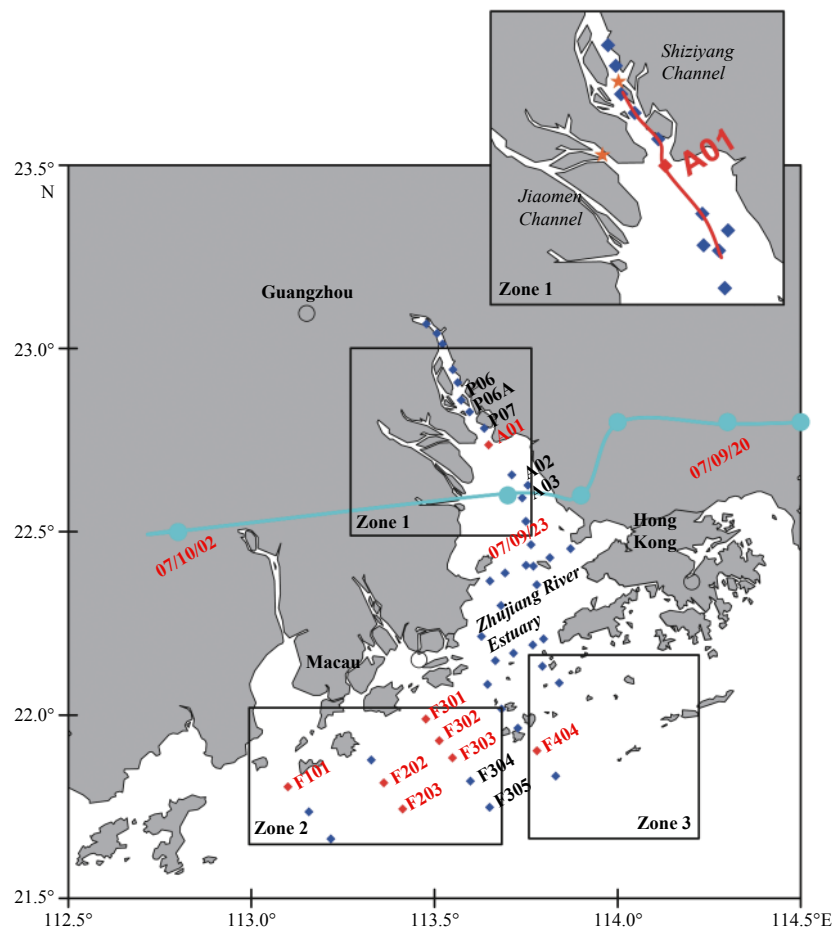 Shiziyang
Channel
A01
Jiaomen
Channel
Zone 1
23.5°
N
Guangzhou
23.0°
P06
P06A
P07
A01
07/09/20
A02
A03
22.5°
Zone 1
07/10/02
07/09/23
Hong
Kong
Zhujiang River
Estuary
Macau
22.0°
F301
F302
F303
F404
F101
F202
F304
F203
F305
Zone 2
Zone 3
21.5°
112.5°
113.0°
113.5°
114.0°
114.5°E